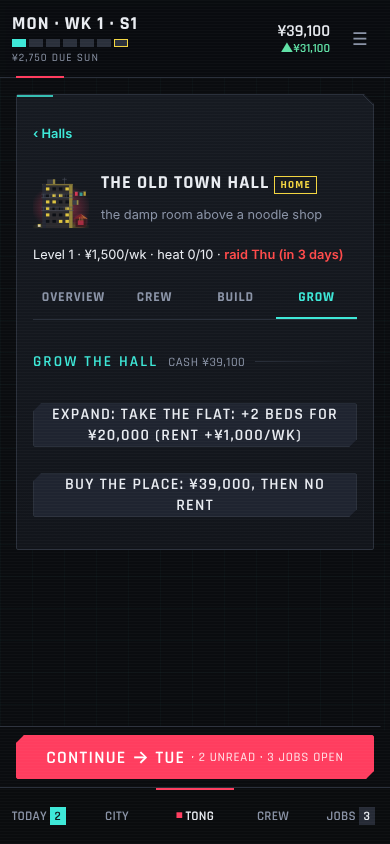 MON · WK 1 · S1
¥39,100
▲¥31,100
☰
¥2,750 DUE SUN
‹ Halls
THE OLD TOWN HALL HOME
the damp room above a noodle shop
Level 1 · ¥1,500/wk · heat 0/10 · raid Thu (in 3 days)
OVERVIEW CREW BUILD GROW
GROW THE HALL CASH ¥39,100
EXPAND: TAKE THE FLAT: +2 BEDS FOR
¥20,000 (RENT +¥1,000/WK)
BUY THE PLACE: ¥39,000, THEN NO
RENT
CONTINUE → TUE · 2 UNREAD · 3 JOBS OPEN
TODAY 2 CITY TONG CREW JOBS 3